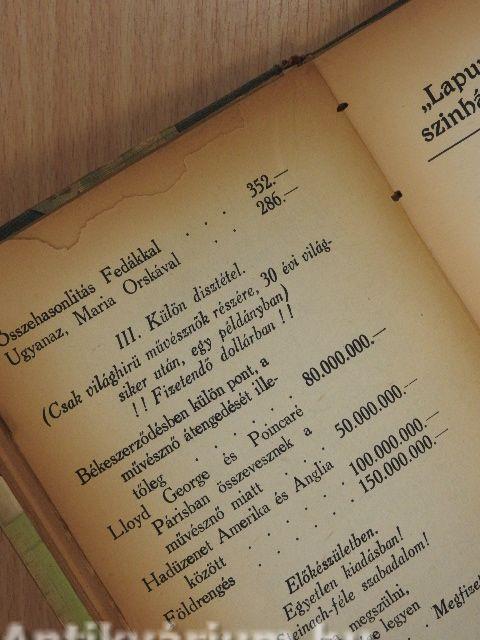 Összehasonlitás Fedákkal . . . 352.—
Ugyanaz, Maria Orskával . . 286.—
III. Külön disztétel.
(Csak világhirü művésznők részére, 30 évi világ-
siker után, egy példányban)
!! Fizetendő dollárban !!
Békeszerződésben külön pont, a
művésznő átengedését ille-
tőleg . . . . . . 80.000.000.—
Lloyd George és Poincaré
Párisban összevesznek a
művésznő miatt . . . 50.000.000.—
Hadüzenet Amerika és Anglia
között . . . . . . 100.000.000.—
Földrengés . . . . . . 150.000.000.—
Előkészületben.
Egyetlen kiadásban!
Steinach-féle szabadalom!
megszülni,
legyen . Megfize
„Lapu
szinhá
Antikvárium